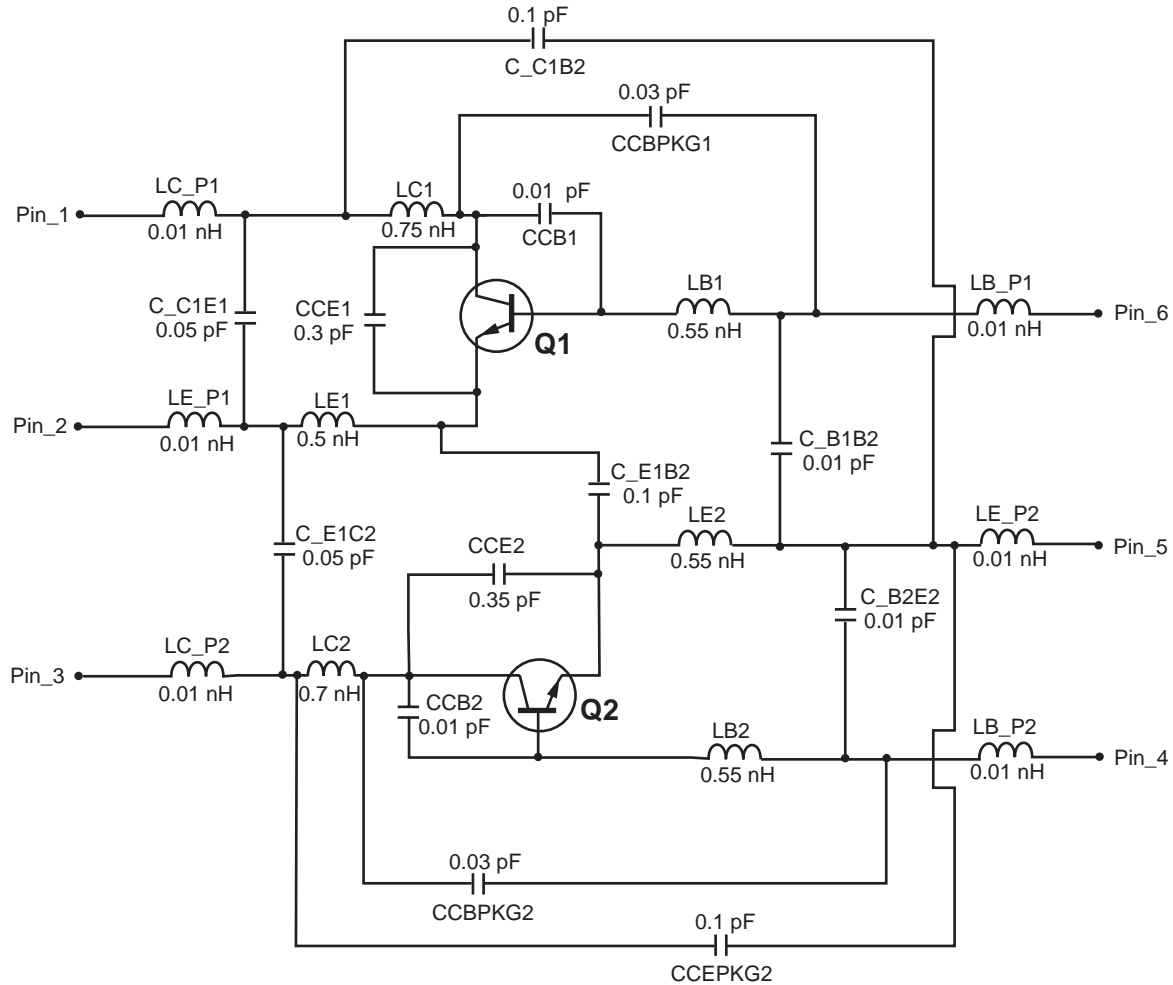 0.1 pF
C_C1B2
0.03 pF
CCBPKG1
LC_P1
LC1
0.01 pF
Pin_1
0.01 nH
0.75 nH
CCB1
LB1
LB_P1
C_C1E1
0.05 pF
CCE1
0.3 pF
Pin_6
0.55 nH
0.01 nH
Q1
LE_P1
LE1
Pin_2
0.01 nH
0.5 nH
C_B1B2
0.01 pF
C_E1B2
0.1 pF
LE2
LE_P2
C_E1C2
0.05 pF
CCE2
Pin_5
0.55 nH
0.01 nH
0.35 pF
C_B2E2
0.01 pF
LC_P2
LC2
Pin_3
0.01 nH
0.7 nH
CCB2
0.01 pF
Q2
LB2
LB_P2
Pin_4
0.55 nH
0.01 nH
0.03 pF
CCBPKG2
0.1 pF
CCEPKG2